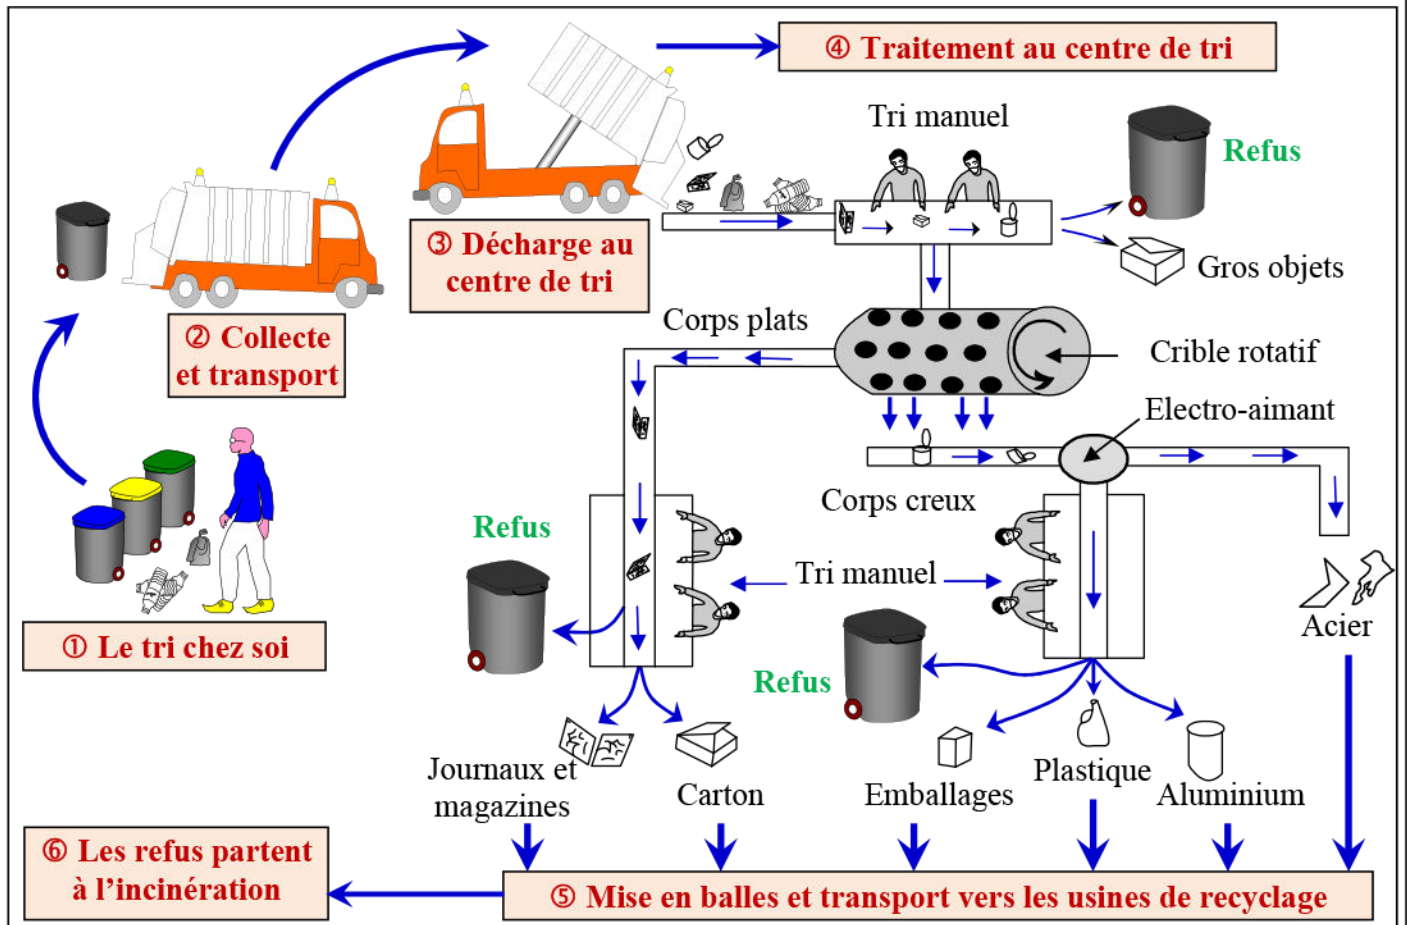 ④ Traitement au centre de tri
Tri manuel
Refus
Gros objets
③ Décharge au
centre de tri
② Collecte
et transport
Corps plats
Crible rotatif
Electro-aimant
Corps creux
Refus
Tri manuel
① Le tri chez soi
Acier
Refus
Journaux et
magazines
Carton
Emballages
Plastique
Aluminium
⑥ Les refus partent
à l’incinération
⑤ Mise en balles et transport vers les usines de recyclage